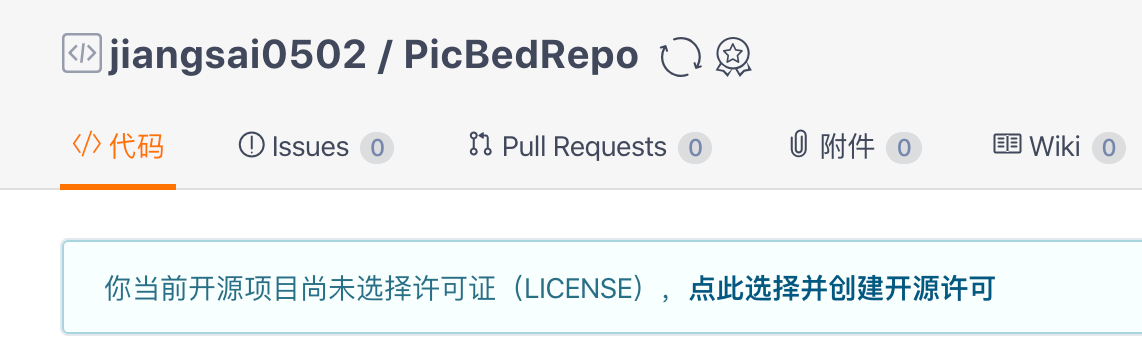 jiangsai0502 / PicBedRepo
代码 Issues 0 Pull Requests 0 附件 0 Wiki 0
你当前开源项目尚未选择许可证（LICENSE），点此选择并创建开源许可